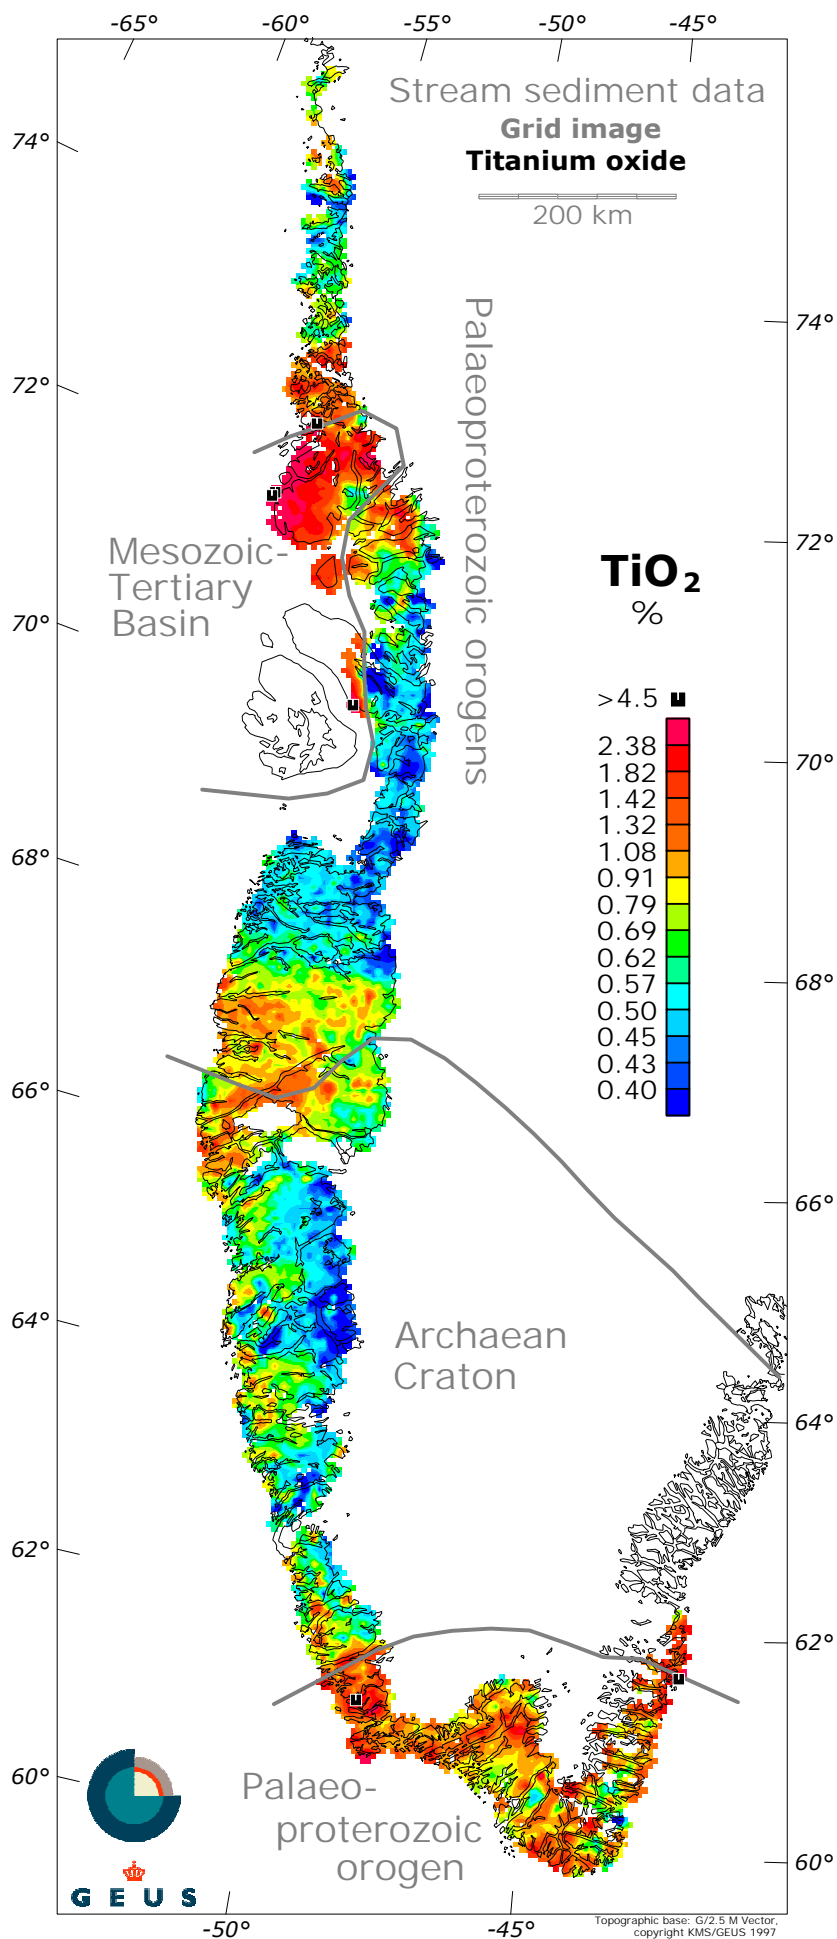 -65° -60° -55° -50° -45°
Stream sediment data
Grid image
Titanium oxide
200 km
74°
74°
72°
72°
Palaeoproterozoic orogens
Mesozoic-
Tertiary
Basin
TiO2
%
70°
70°
>4.5
2.38
1.82
1.42
1.32
1.08
0.91
0.79
0.69
0.62
0.57
0.50
0.45
0.43
0.40
68°
68°
66°
66°
64°
64°
Archaean
Craton
62°
62°
60°
60°
Palaeo-
proterozoic
orogen
GEUS
-50° -45°
Topographic base: G/2.5 M Vector,
copyright KMS/GEUS 1997